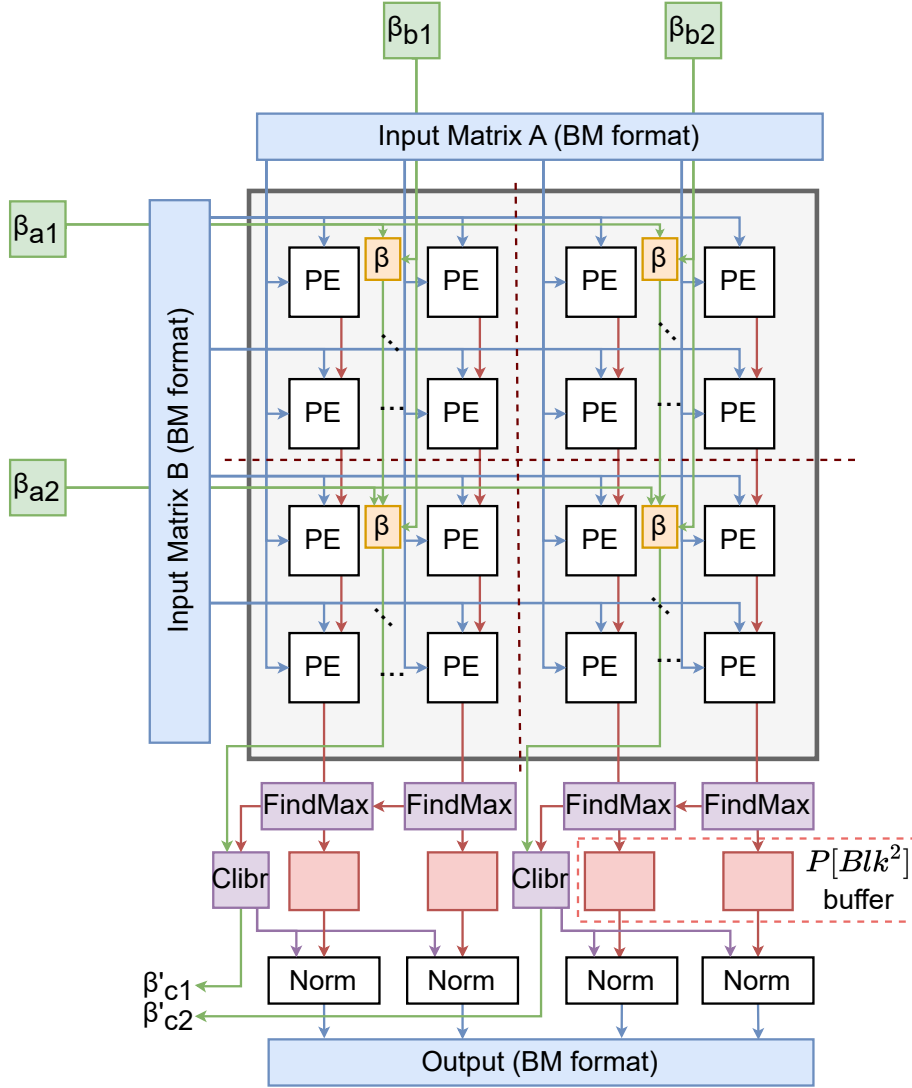 βb1 βb2
Input Matrix A (BM format)
βa1
Input Matrix B (BM format)
β β
PE PE PE PE
... ...
PE PE PE PE
... ...
βa2
β β
PE PE PE PE
... ...
PE PE PE PE
... ...
FindMax FindMax FindMax FindMax
Clibr Clibr
P[Blk²]
buffer
Norm Norm Norm Norm
β'c1
β'c2
Output (BM format)